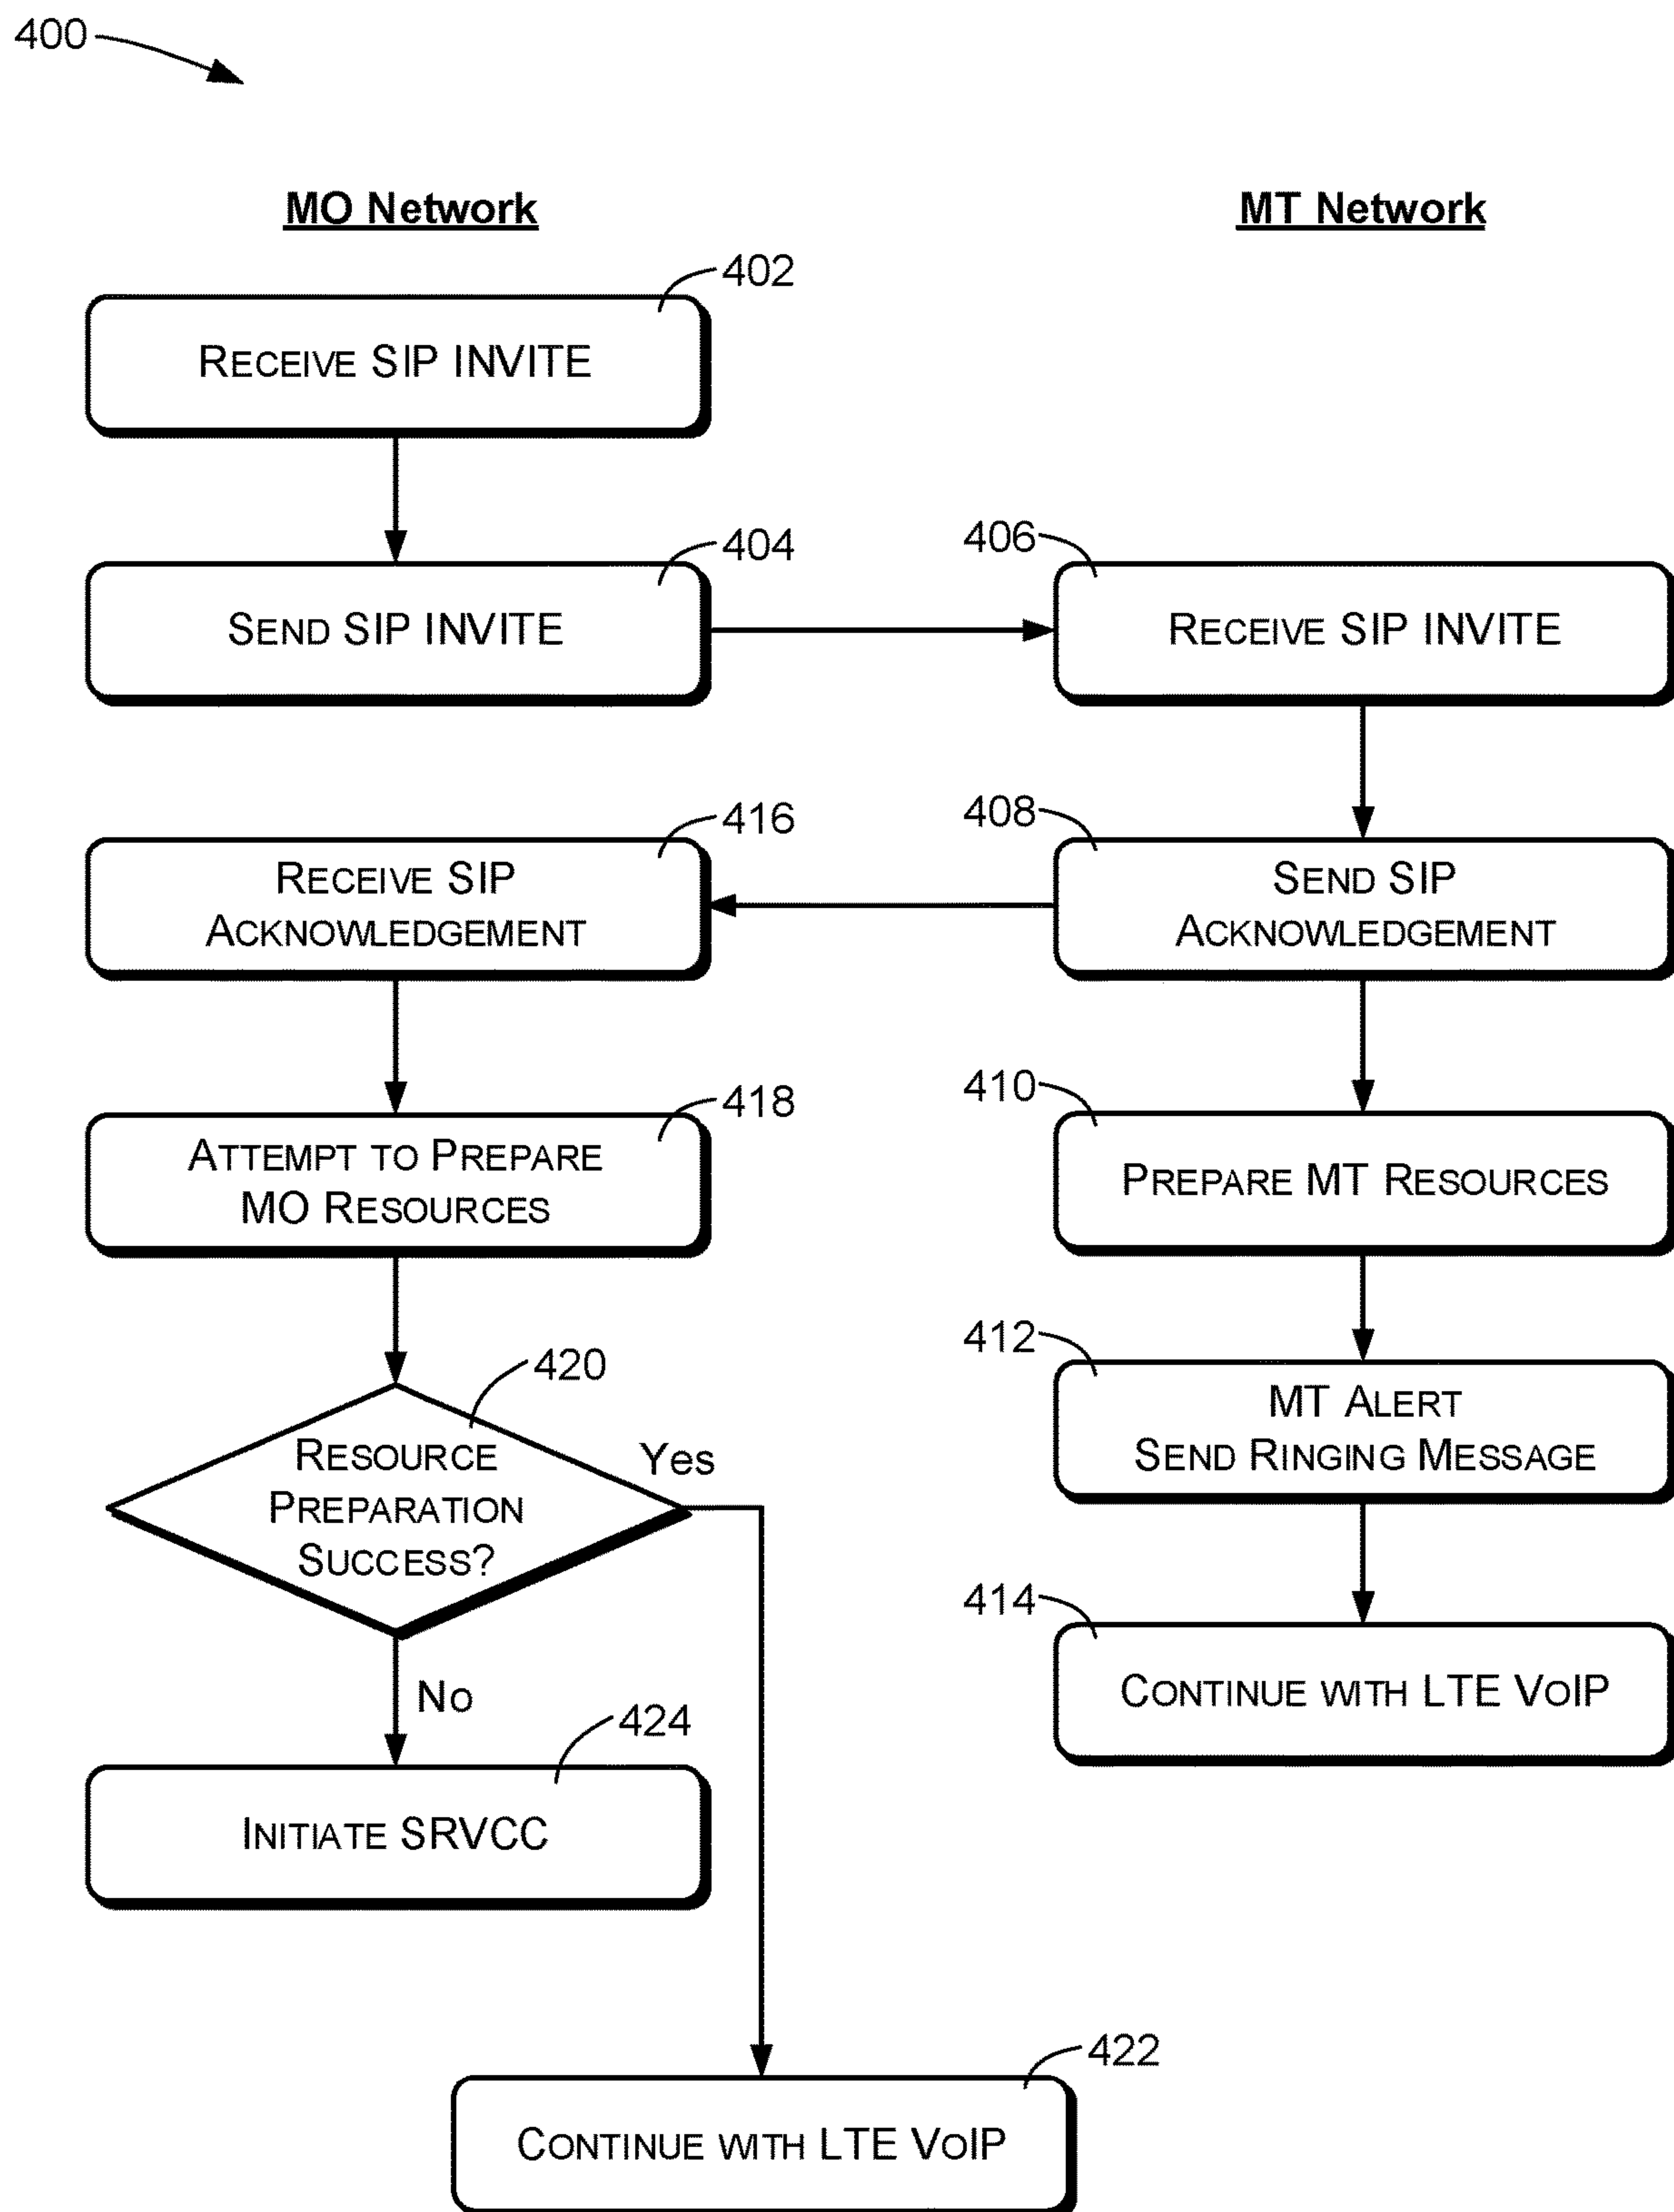 400
MO Network
MT Network
402
RECEIVE SIP INVITE
404
SEND SIP INVITE
406
RECEIVE SIP INVITE
416
RECEIVE SIP
ACKNOWLEDGEMENT
408
SEND SIP
ACKNOWLEDGEMENT
418
ATTEMPT TO PREPARE
MO RESOURCES
410
PREPARE MT RESOURCES
412
MT ALERT
SEND RINGING MESSAGE
420
RESOURCE
PREPARATION
SUCCESS?
Yes
No
414
CONTINUE WITH LTE VOIP
424
INITIATE SRVCC
422
CONTINUE WITH LTE VOIP